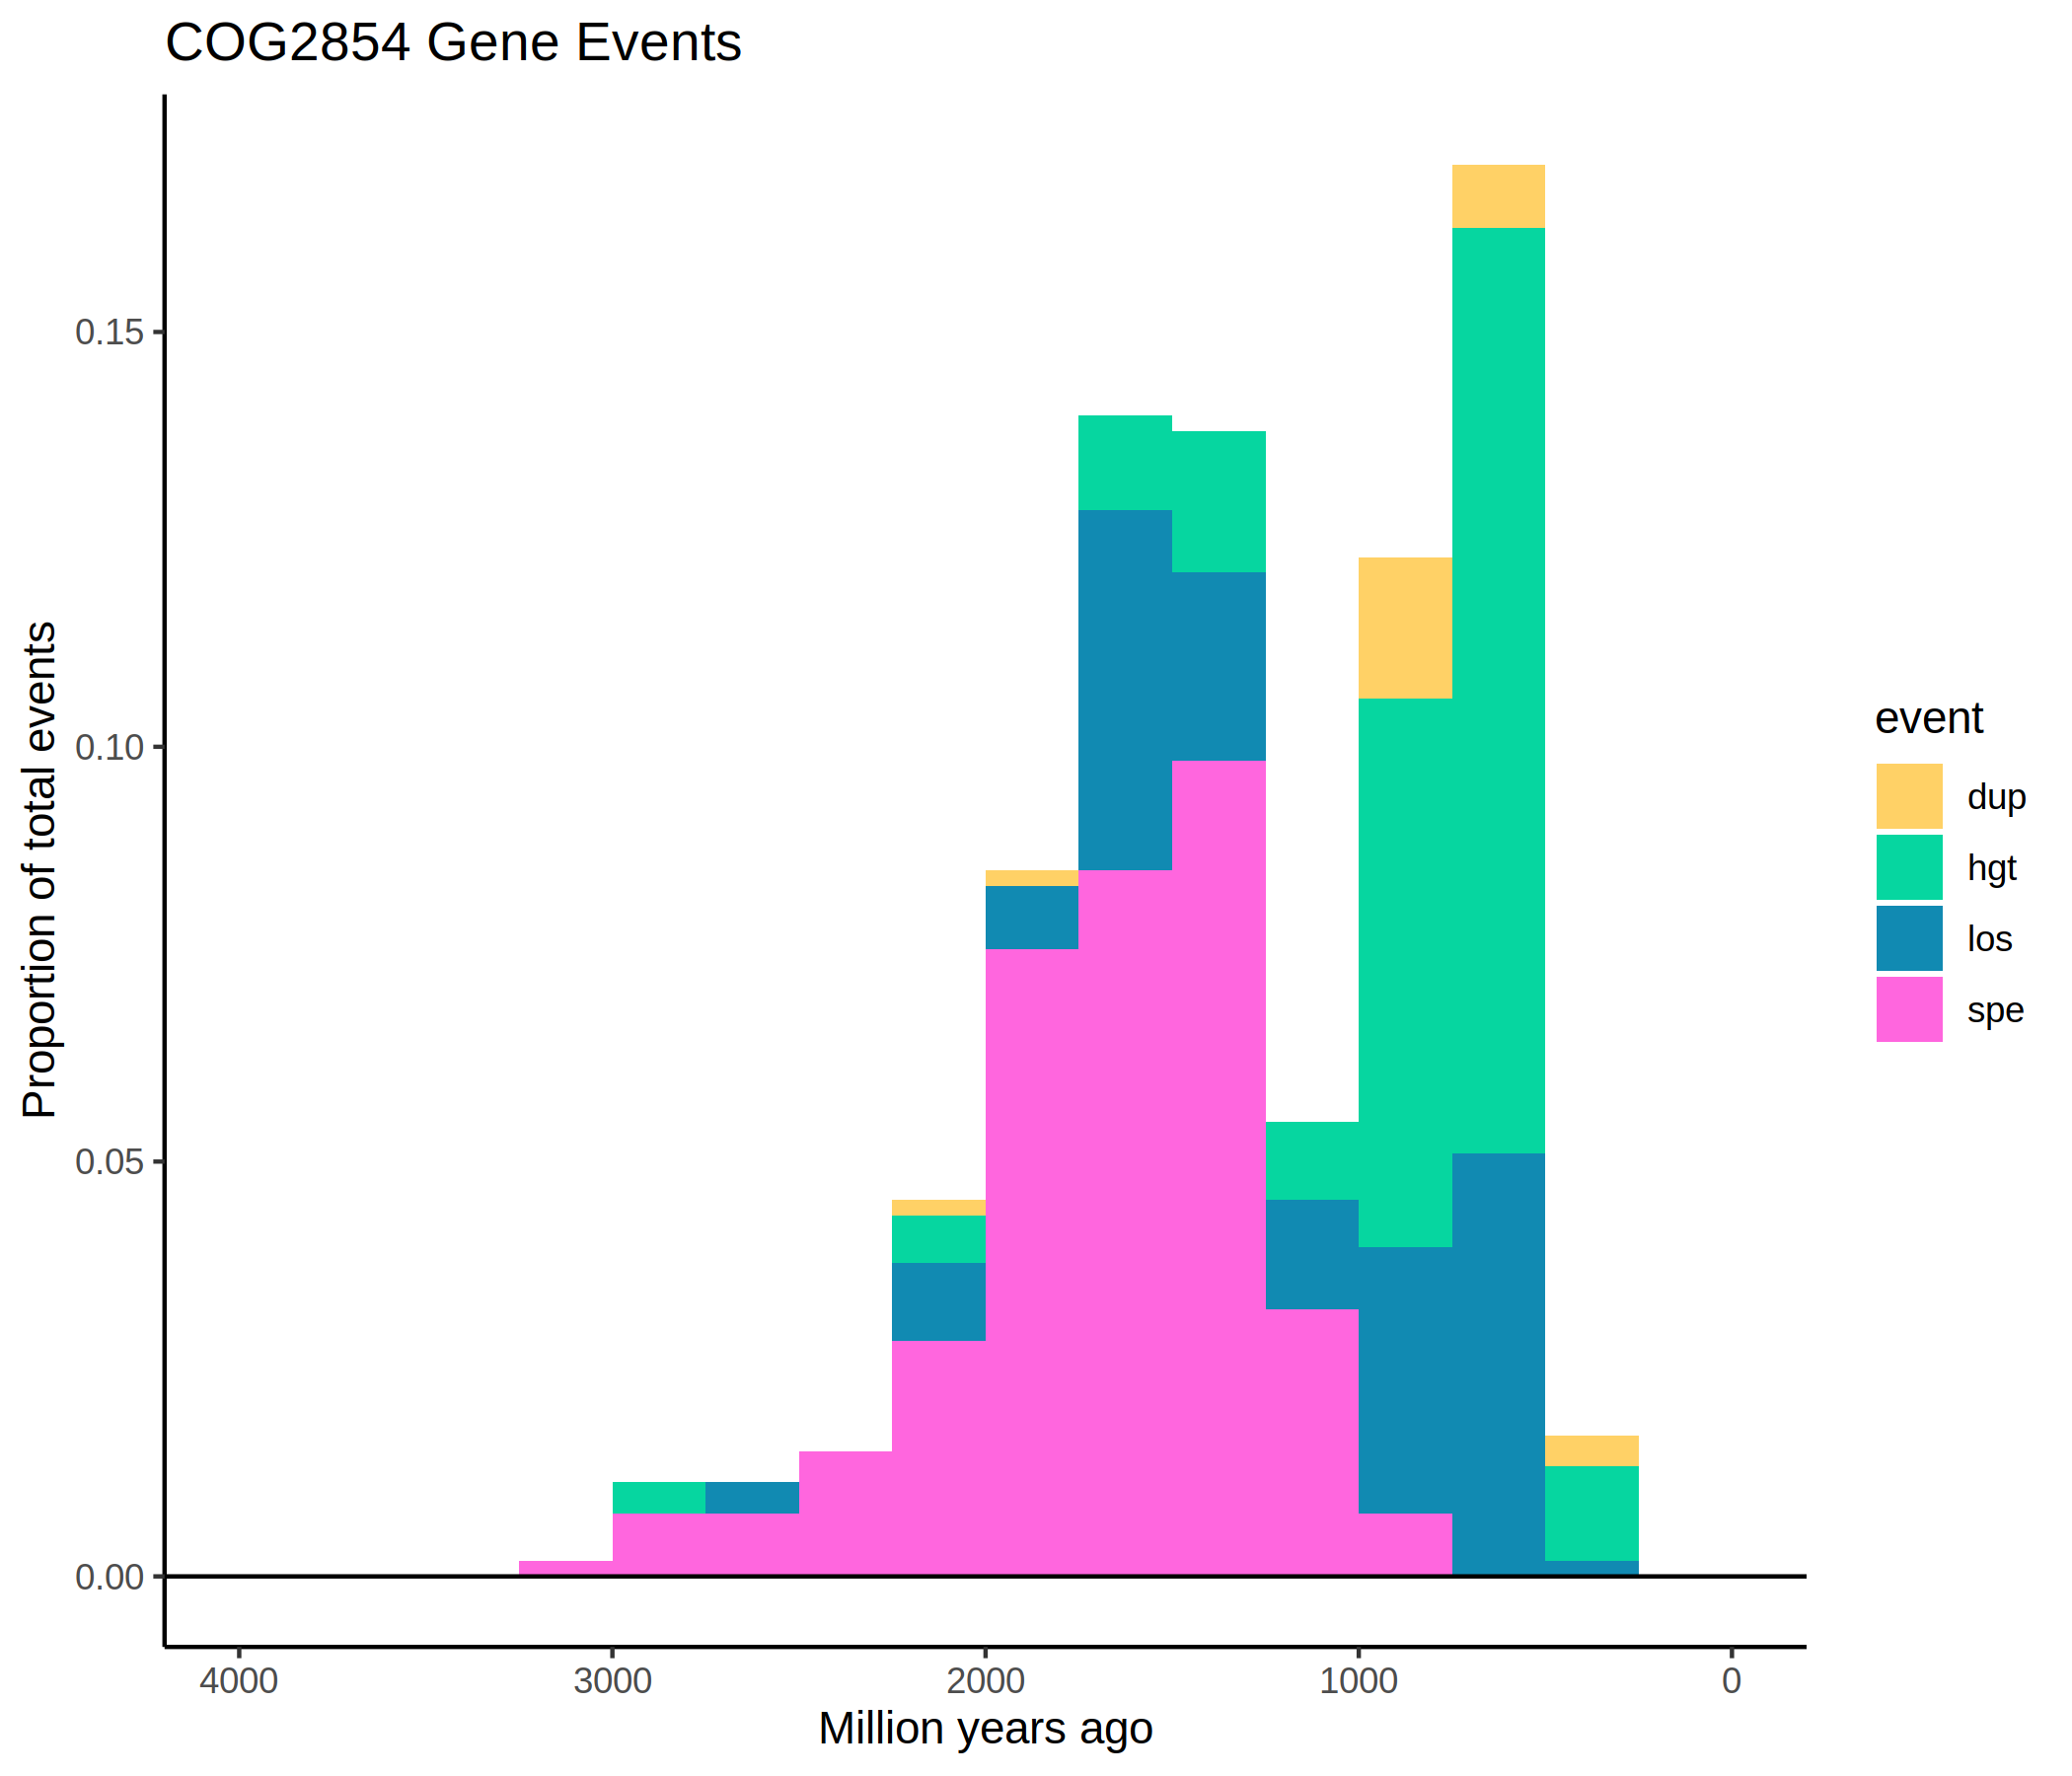 COG2854 Gene Events
Proportion of total events
0.15
0.10
0.05
0.00
4000 3000 2000 1000 0
Million years ago
event
dup
hgt
los
spe